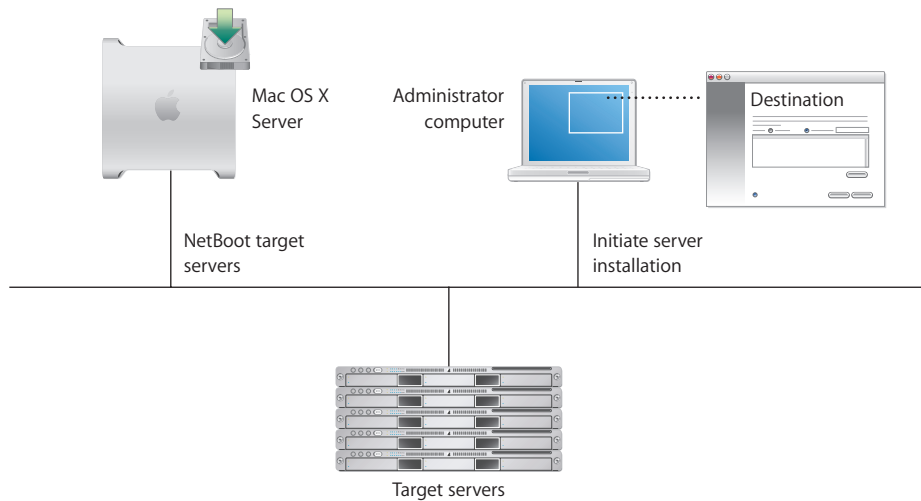 Mac OS X
Server
Administrator
computer
Destination
NetBoot target
servers
Initiate server
installation
Target servers